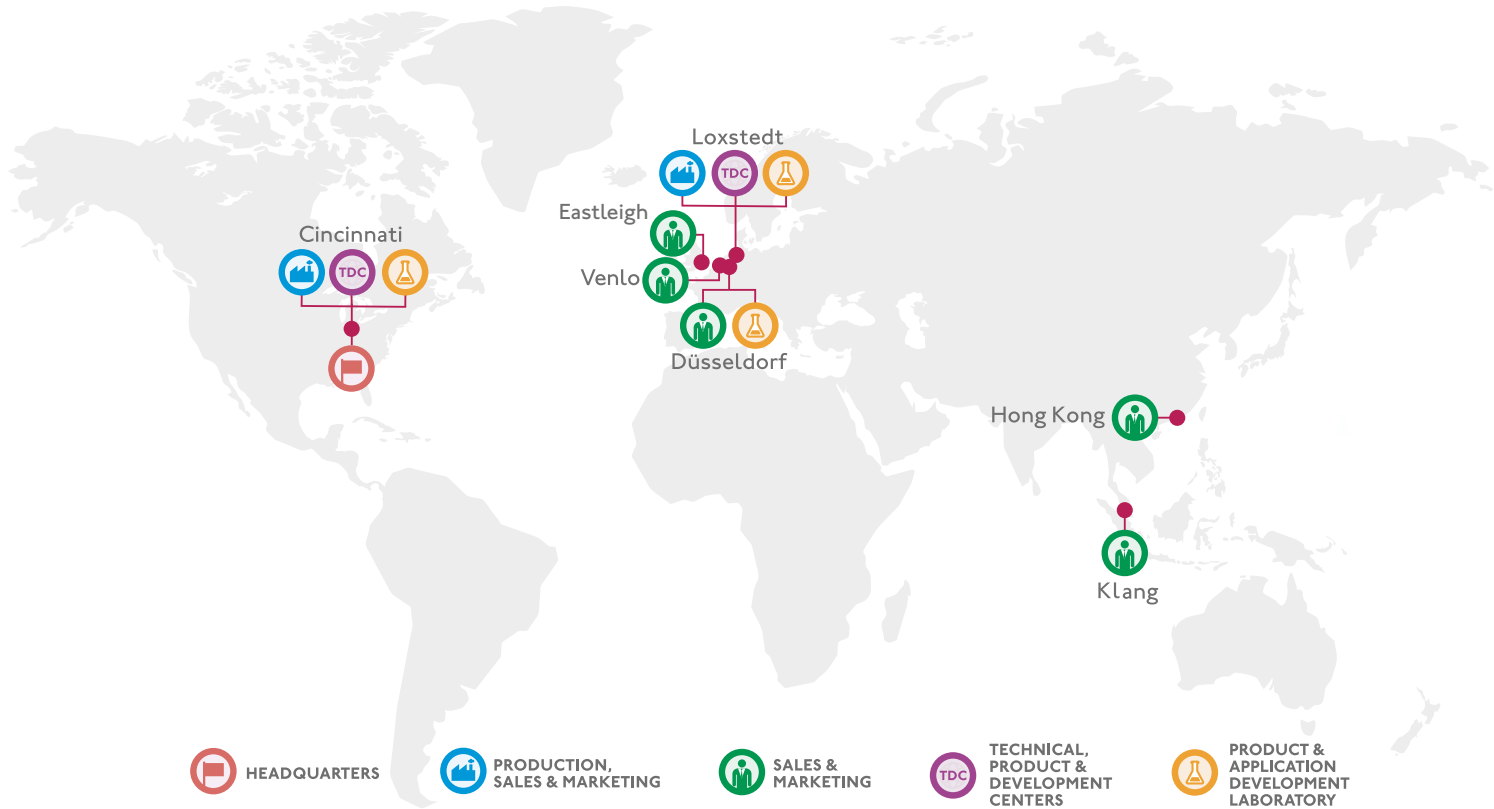 Loxstedt
TDC
Eastleigh
Cincinnati
TDC
Venlo
Düsseldorf
Hong Kong
Klang
HEADQUARTERS
PRODUCTION,
SALES & MARKETING
SALES &
MARKETING
TDC
TECHNICAL,
PRODUCT &
DEVELOPMENT
CENTERS
PRODUCT &
APPLICATION
DEVELOPMENT
LABORATORY